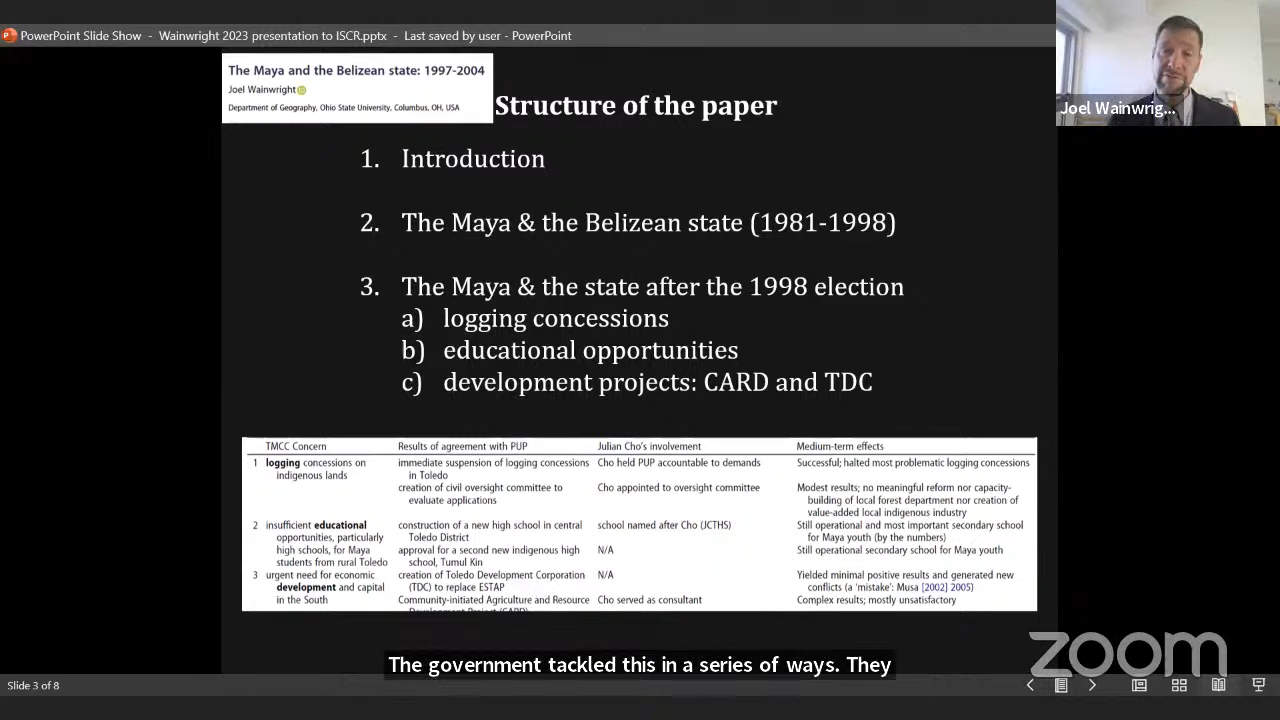 PowerPoint Slide Show - Wainwright 2023 presentation to ISCR.pptx - Last saved by user - PowerPoint
The Maya and the Belizean state: 1997-2004
Joel Wainwright
Department of Geography, Ohio State University, Columbus, OH, USA
Structure of the paper
Joel Wainwrig...
1. Introduction
2. The Maya & the Belizean state (1981-1998)
3. The Maya & the state after the 1998 election
a) logging concessions
b) educational opportunities
c) development projects: CARD and TDC
TMCC Concern Results of agreement with PUP Julian Cho's involvement Medium-term effects
1 logging concessions on immediate suspension of logging concessions Cho held PUP accountable to demands Successful; halted most problematic logging concessions
indigenous lands in Toledo
creation of civil oversight committee to Cho appointed to oversight committee Modest results; no meaningful reform nor capacity-
evaluate applications building of local forest department nor creation of
value-added local indigenous industry
2 insufficient educational construction of a new high school in central school named after Cho (JCTHS) Still operational and most important secondary school
opportunities, particularly Toledo District for Maya youth (by the numbers)
high schools, for Maya approval for a second new indigenous high N/A Still operational secondary school for Maya youth
students from rural Toledo school, Tumul Kin
3 urgent need for economic creation of Toledo Development Corporation N/A Yielded minimal positive results and generated new
development and capital (TDC) to replace ESTAP conflicts (a 'mistake': Musa [2002] 2005)
in the South Community-initiated Agriculture and Resource Cho served as consultant Complex results; mostly unsatisfactory
Development Project (CARD)
The government tackled this in a series of ways. They
zoom
Slide 3 of 8